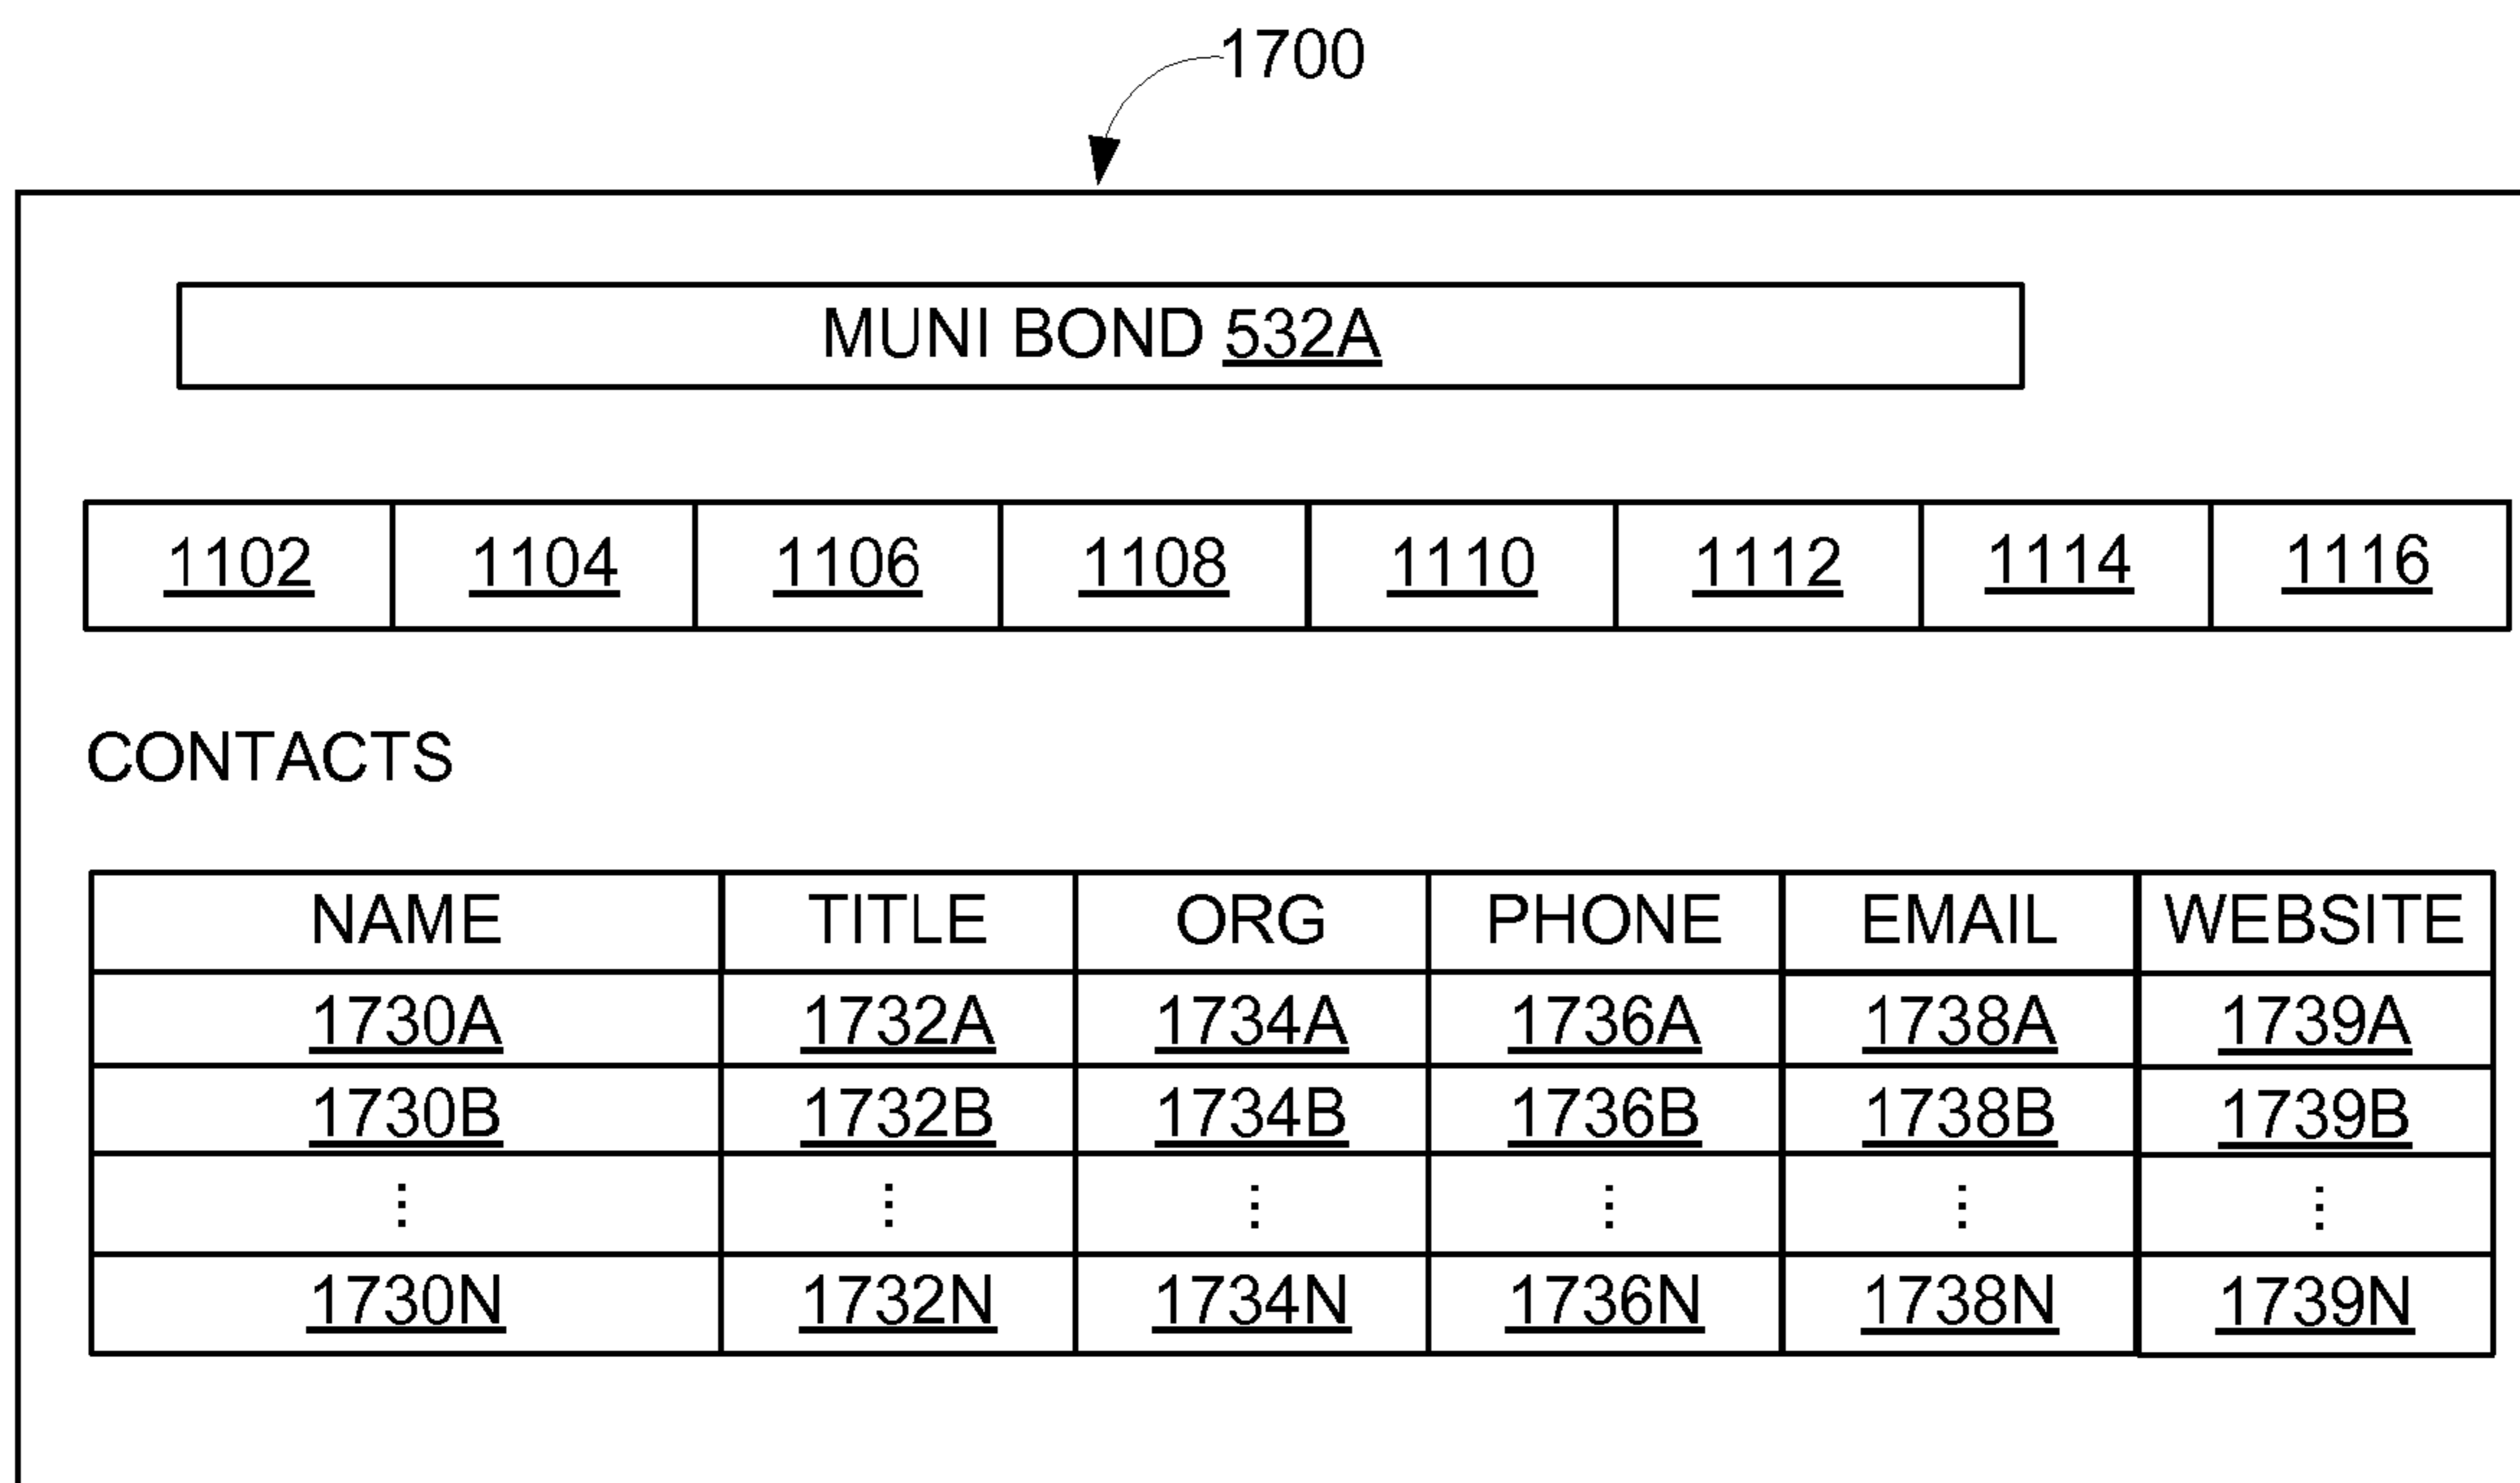 1700
MUNI BOND 532A
1102 1104 1106 1108 1110 1112 1114 1116
CONTACTS
NAME TITLE ORG PHONE EMAIL WEBSITE
1730A 1732A 1734A 1736A 1738A 1739A
1730B 1732B 1734B 1736B 1738B 1739B
⋮ ⋮ ⋮ ⋮ ⋮ ⋮
1730N 1732N 1734N 1736N 1738N 1739N